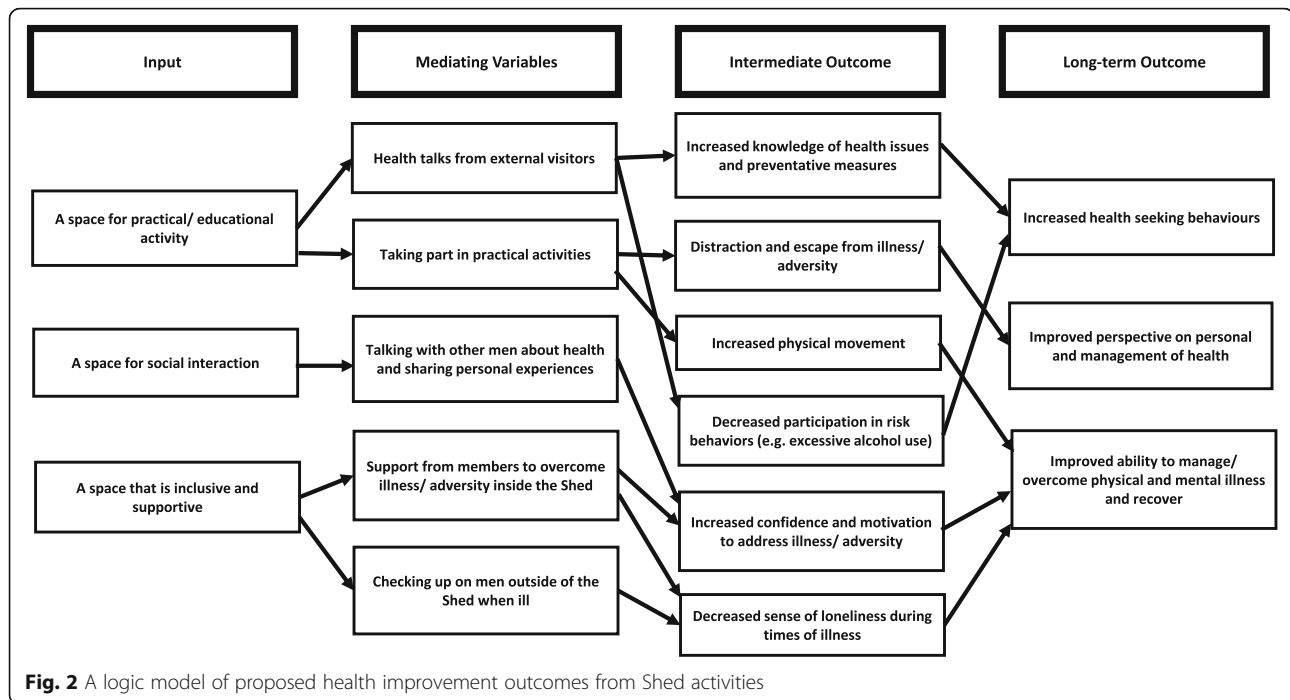 Input
Mediating Variables
Intermediate Outcome
Long-term Outcome
A space for practical/ educational
activity
A space for social interaction
A space that is inclusive and
supportive
Health talks from external visitors
Taking part in practical activities
Talking with other men about health
and sharing personal experiences
Support from members to overcome
illness/ adversity inside the Shed
Checking up on men outside of the
Shed when ill
Increased knowledge of health issues
and preventative measures
Distraction and escape from illness/
adversity
Increased physical movement
Decreased participation in risk
behaviors (e.g. excessive alcohol use)
Increased confidence and motivation
to address illness/ adversity
Decreased sense of loneliness during
times of illness
Increased health seeking behaviours
Improved perspective on personal
and management of health
Improved ability to manage/
overcome physical and mental illness
and recover
Fig. 2 A logic model of proposed health improvement outcomes from Shed activities